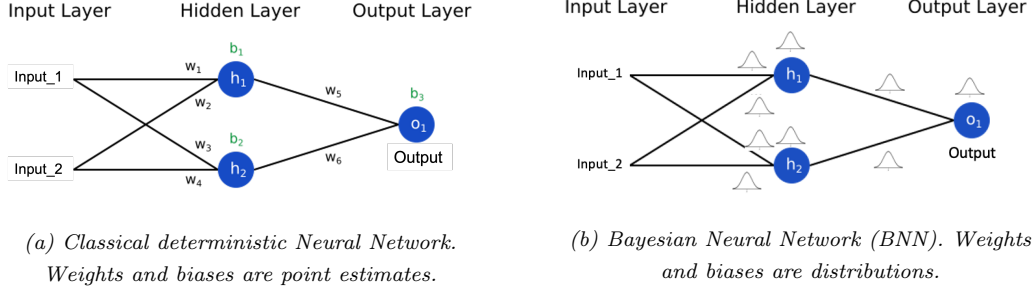 Input Layer Hidden Layer Output Layer
b₁
w₁
Input_1
h₁
w₂
w₅
b₃
o₁
b₂
w₃
w₆
Output
Input_2
h₂
w₄
(a) Classical deterministic Neural Network.
Weights and biases are point estimates.
Input Layer Hidden Layer Output Layer
Input_1
h₁
o₁
Output
Input_2
h₂
(b) Bayesian Neural Network (BNN). Weights
and biases are distributions.